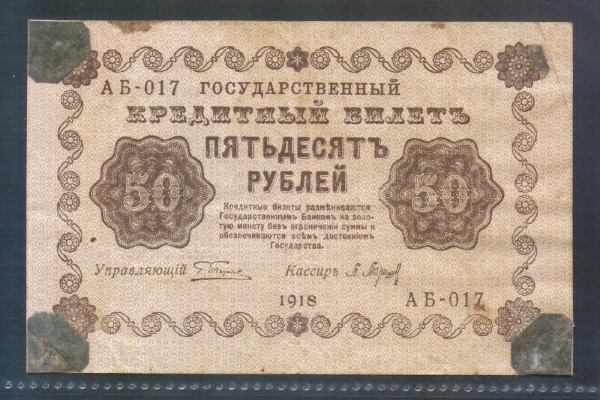 АБ-017 ГОСУДАРСТВЕННЫЙ
КРЕДИТНЫЙ БИЛЕТЪ
ПЯТЬДЕСЯТЪ
РУБЛЕЙ
50 50
Кредитные билеты размѣниваются
Государственнымъ Банкомъ на золо-
тую монету безъ ограниченія суммы и
обезпечиваются всѣмъ достояніемъ
Государства.
Управляющій Кассиръ
1918 АБ-017